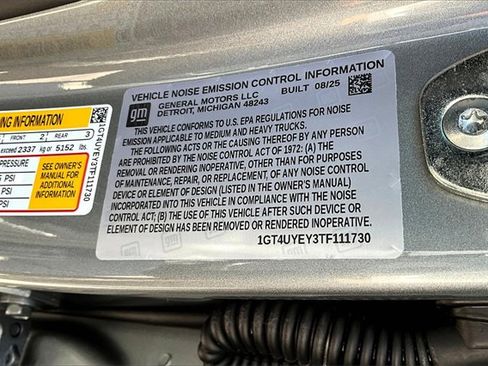 VEHICLE NOISE EMISSION CONTROL INFORMATION
gm
GENERAL MOTORS LLC BUILT 08/25
DETROIT, MICHIGAN 48243
THIS VEHICLE CONFORMS TO U.S. EPA REGULATIONS FOR NOISE
EMISSION APPLICABLE TO MEDIUM AND HEAVY TRUCKS.
THE FOLLOWING ACTS OR THE CAUSING THEREOF BY ANY PERSON
ARE PROHIBITED BY THE NOISE CONTROL ACT OF 1972: (A) THE
REMOVAL OR RENDERING INOPERATIVE, OTHER THAN FOR PURPOSES
OF MAINTENANCE, REPAIR, OR REPLACEMENT, OF ANY NOISE CONTROL
DEVICE OR ELEMENT OF DESIGN (LISTED IN THE OWNER'S MANUAL)
INCORPORATED INTO THIS VEHICLE IN COMPLIANCE WITH THE NOISE
CONTROL ACT; (B) THE USE OF THIS VEHICLE AFTER SUCH DEVICE OR
ELEMENT OF DESIGN HAS BEEN REMOVED OR RENDERED INOPERATIVE.
1GT4UYEY3TF111730
ING INFORMATION
FRONT 2 REAR 3
exceed 2337 kg or 5152 lbs
PRESSURE
PSI
PSI
SEE OWNER'S
MANUAL FOR
ADDITIONAL
INFORMATION
1GT4UYEY3TF111730